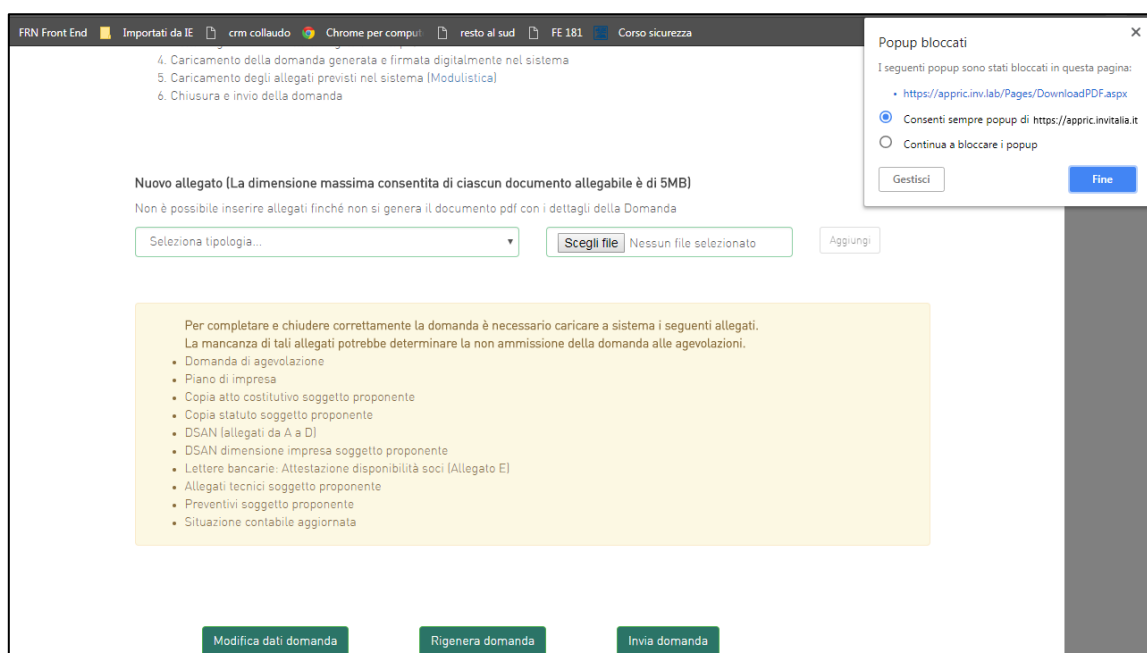 FRN Front End Importati da IE crm collaudo Chrome per comput resto al sud FE 181 Corso sicurezza
4. Caricamento della domanda generata e firmata digitalmente nel sistema
5. Caricamento degli allegati previsti nel sistema (Modulistica)
6. Chiusura e invio della domanda
Popup bloccati
I seguenti popup sono stati bloccati in questa pagina:
• https://appric.inv.lab/Pages/DownloadPDF.aspx
Consenti sempre popup di https://appric.invitalia.it
Continua a bloccare i popup
Gestisci Fine
Nuovo allegato (La dimensione massima consentita di ciascun documento allegabile è di 5MB)
Non è possibile inserire allegati finché non si genera il documento pdf con i dettagli della Domanda
Seleziona tipologia... Scegli file Nessun file selezionato Aggiungi
Per completare e chiudere correttamente la domanda è necessario caricare a sistema i seguenti allegati.
La mancanza di tali allegati potrebbe determinare la non ammissione della domanda alle agevolazioni.
• Domanda di agevolazione
• Piano di impresa
• Copia atto costitutivo soggetto proponente
• Copia statuto soggetto proponente
• DSAN (allegati da A a D)
• DSAN dimensione impresa soggetto proponente
• Lettere bancarie: Attestazione disponibilità soci (Allegato E)
• Allegati tecnici soggetto proponente
• Preventivi soggetto proponente
• Situazione contabile aggiornata
Modifica dati domanda Rigenera domanda Invia domanda